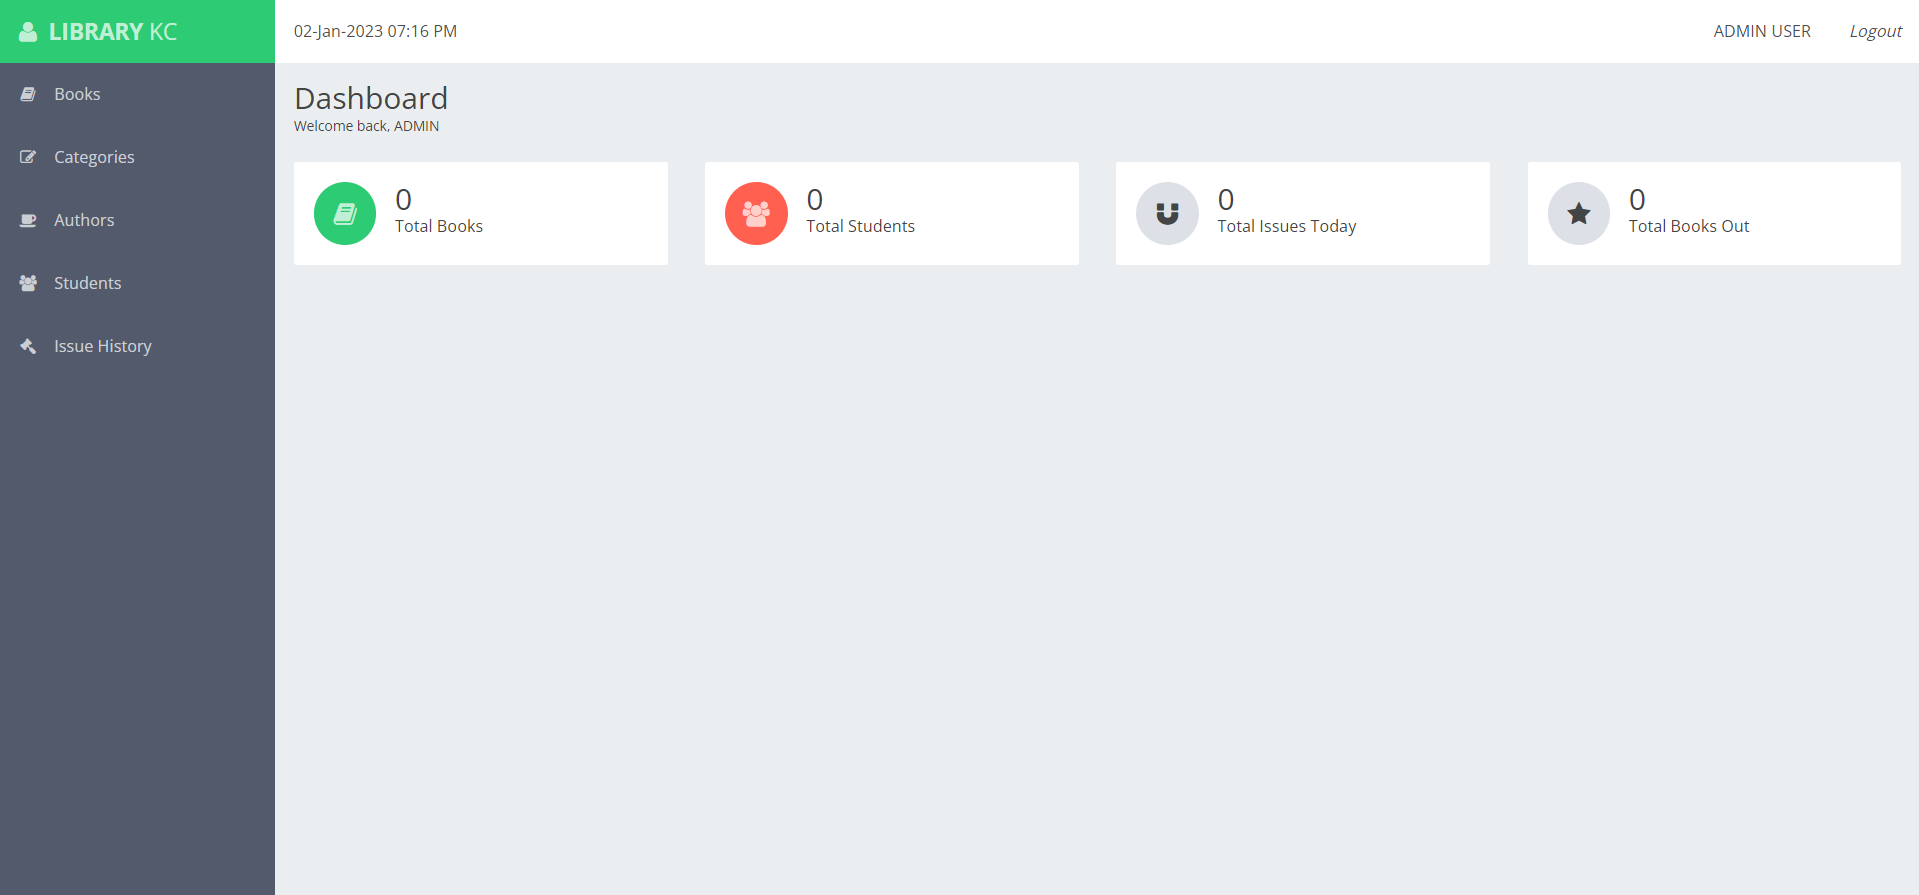 LIBRARY KC
02-Jan-2023 07:16 PM
ADMIN USER
Logout
Books
Categories
Authors
Students
Issue History
Dashboard
Welcome back, ADMIN
0
Total Books
0
Total Students
0
Total Issues Today
0
Total Books Out